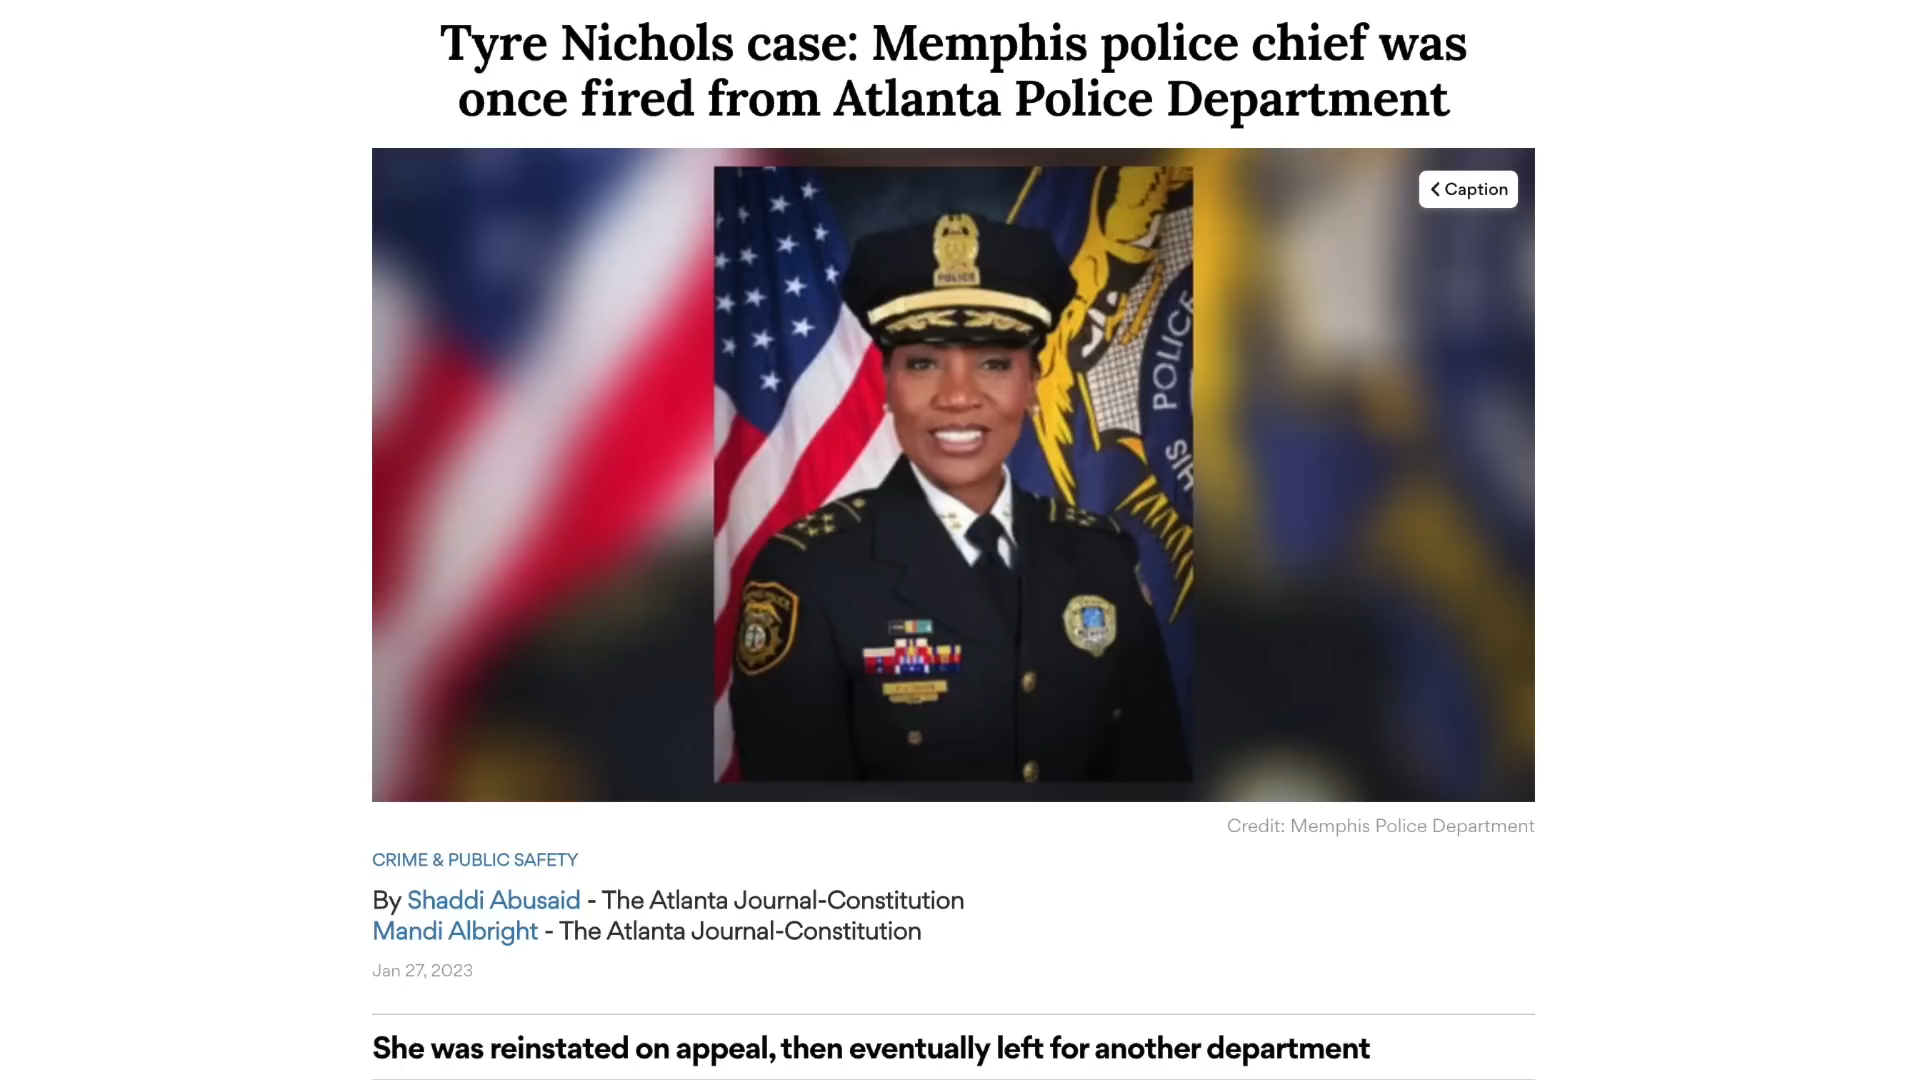 Tyre Nichols case: Memphis police chief was
once fired from Atlanta Police Department
Caption
POLICE
POLICE
HIS
Credit: Memphis Police Department
CRIME & PUBLIC SAFETY
By Shaddi Abusaid - The Atlanta Journal-Constitution
Mandi Albright - The Atlanta Journal-Constitution
Jan 27, 2023
She was reinstated on appeal, then eventually left for another department